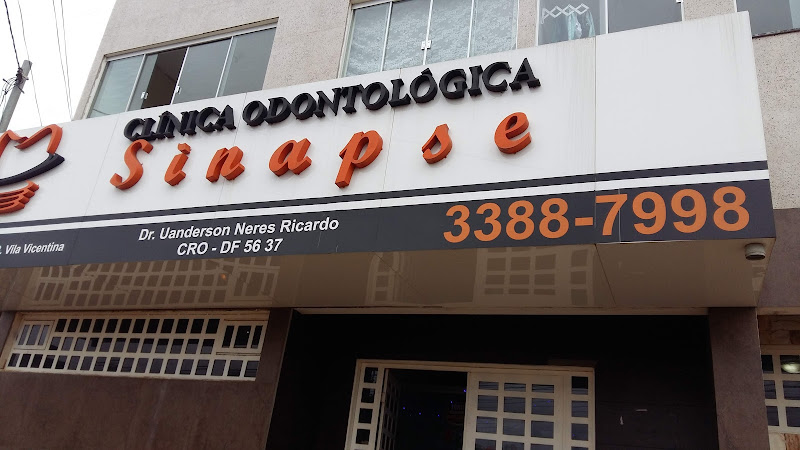 CLÍNICA ODONTOLÓGICA
Sinapse
Vila Vicentina
Dr. Uanderson Neres Ricardo
CRO - DF 56 37
3388-7998